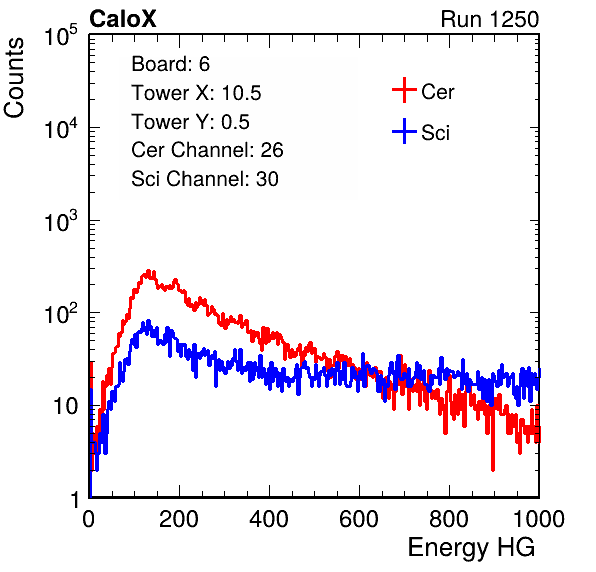 CaloX Run 1250
Counts
Board: 6
Tower X: 10.5
Tower Y: 0.5
Cer Channel: 26
Sci Channel: 30
Cer
Sci
10^5
10^4
10^3
10^2
10
1
0 200 400 600 800 1000
Energy HG